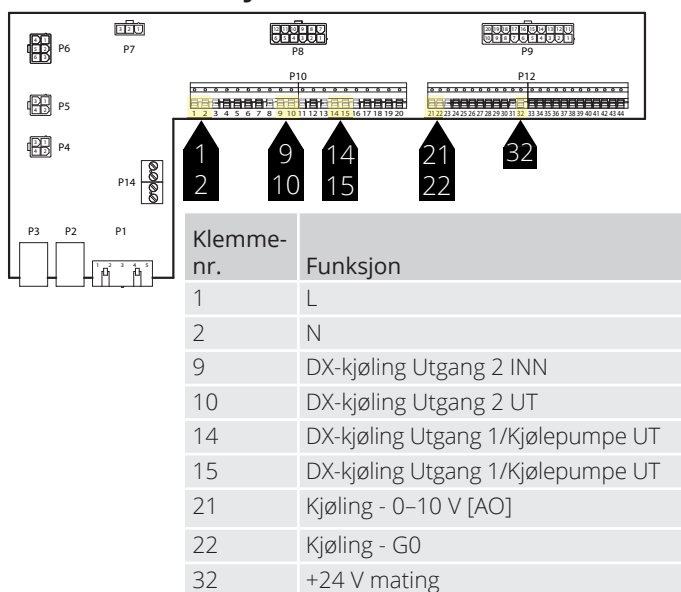 P6
P7
P8
P9
P5
P4
P10
P12
1 2 3 4 5 6 7 8 9 10 11 12 13 14 15 16 17 18 19 20
21 22 23 24 25 26 27 28 29 30 31 32 33 34 35 36 37 38 39 40 41 42 43 44
1
2
9
10
14
15
21
22
32
P14
P3 P2 P1
1 2 3 4 5
Klemme-
nr. Funksjon
1 L
2 N
9 DX-kjøling Utgang 2 INN
10 DX-kjøling Utgang 2 UT
14 DX-kjøling Utgang 1/Kjølepumpe UT
15 DX-kjøling Utgang 1/Kjølepumpe UT
21 Kjøling - 0–10 V [AO]
22 Kjøling - G0
32 +24 V mating